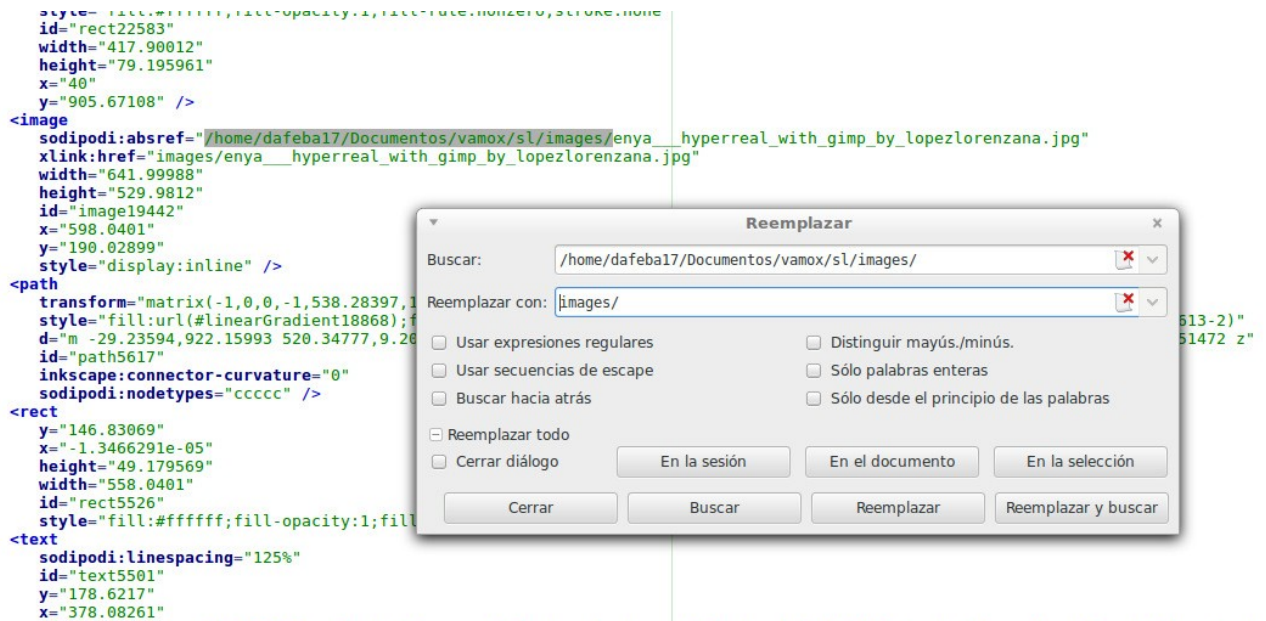 style="fill:#ffffff;fill-opacity:1;fill-rule:nonzero;stroke:none"
id="rect22583"
width="417.90012"
height="79.195961"
x="40"
y="905.67108" />
<image
sodipodi:absref="/home/dafeba17/Documentos/vamox/sl/images/enya___hyperreal_with_gimp_by_lopezlorenzana.jpg"
xlink:href="images/enya___hyperreal_with_gimp_by_lopezlorenzana.jpg"
width="641.99988"
height="529.9812"
id="image19442"
x="598.0401"
y="190.02899"
style="display:inline" />
<path
transform="matrix(-1,0,0,-1,538.28397,1
style="fill:url(#linearGradient18868);f
613-2)"
d="m -29.23594,922.15993 520.34777,9.20
51472 z"
id="path5617"
inkscape:connector-curvature="0"
sodipodi:nodetypes="ccccc" />
<rect
y="146.83069"
x="-1.3466291e-05"
height="49.179569"
width="558.0401"
id="rect5526"
style="fill:#ffffff;fill-opacity:1;fill
<text
sodipodi:linespacing="125%"
id="text5501"
y="178.6217"
x="378.08261"
Reemplazar
Buscar: /home/dafeba17/Documentos/vamox/sl/images/
Reemplazar con: images/
Usar expresiones regulares
Distinguir mayús./minús.
Usar secuencias de escape
Sólo palabras enteras
Buscar hacia atrás
Sólo desde el principio de las palabras
Reemplazar todo
Cerrar diálogo
En la sesión
En el documento
En la selección
Cerrar
Buscar
Reemplazar
Reemplazar y buscar